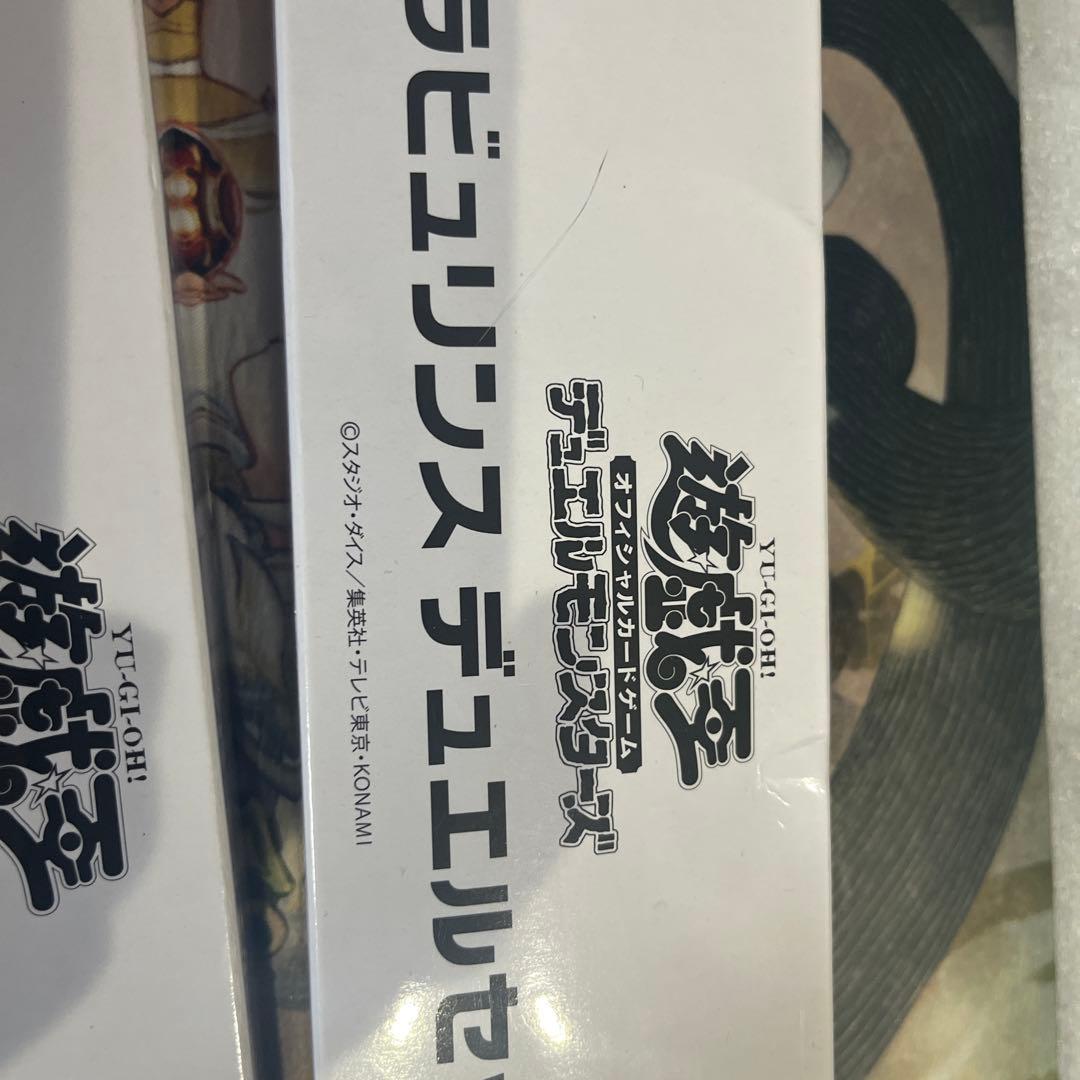 YU-GI-OH!
遊戯王
オフィシャルカードゲーム
デュエルモンスターズ
ラビュリンス デュエルセ
©スタジオ・ダイス／集英社・テレビ東京・KONAMI
YU-GI-OH!
遊戯王